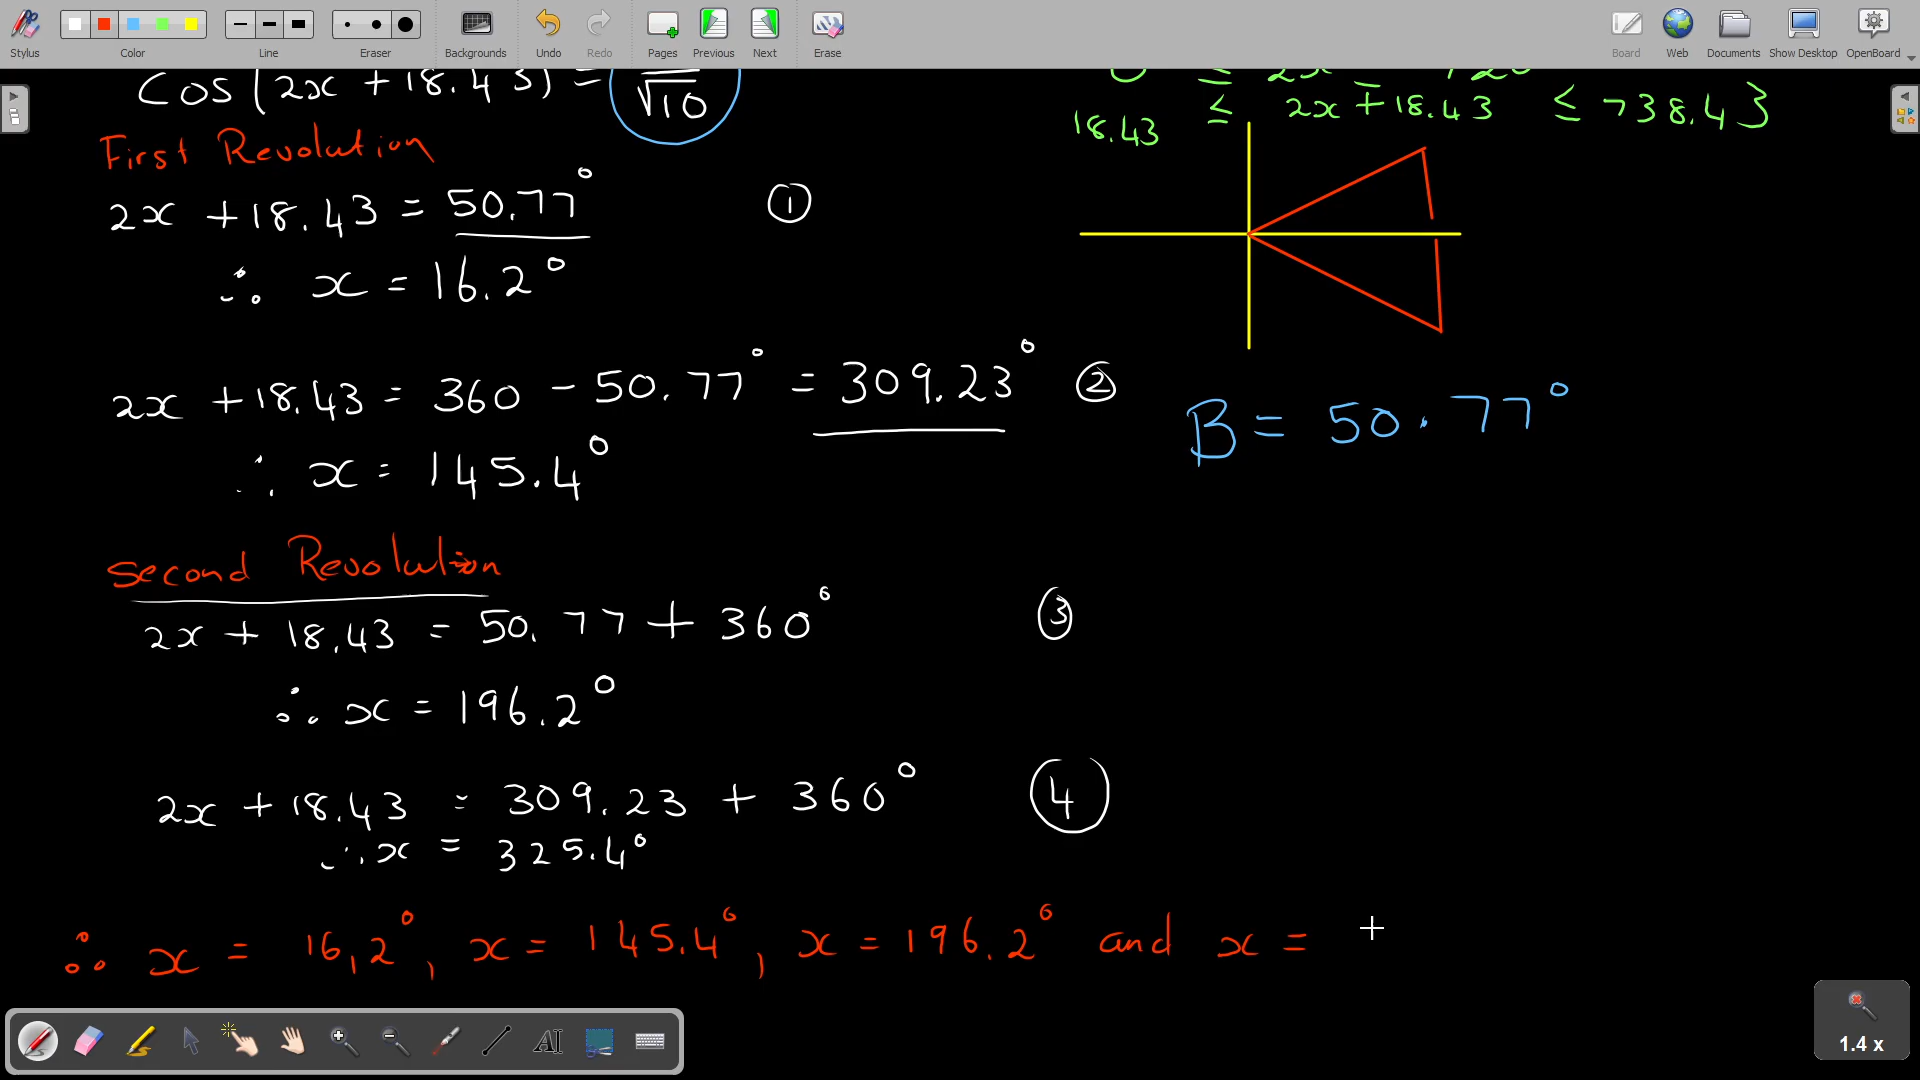 Stylus Color Line Eraser Backgrounds Undo Redo Pages Previous Next Erase Board Web Documents Show Desktop OpenBoard
Cos(2x + 18.43) = √10
18.43 ≤ 2x + 18.43 ≤ 738.43
First Revolution
2x + 18.43 = 50.77° ①
∴ x = 16.2°
2x + 18.43 = 360 - 50.77° = 309.23° ②
B = 50.77°
∴ x = 145.4°
Second Revolution
2x + 18.43 = 50.77 + 360° ③
∴ x = 196.2°
2x + 18.43 = 309.23 + 360° ④
∴ x = 325.4°
∴ x = 16,2°, x = 145.4°, x = 196.2° and x =
1.4 x